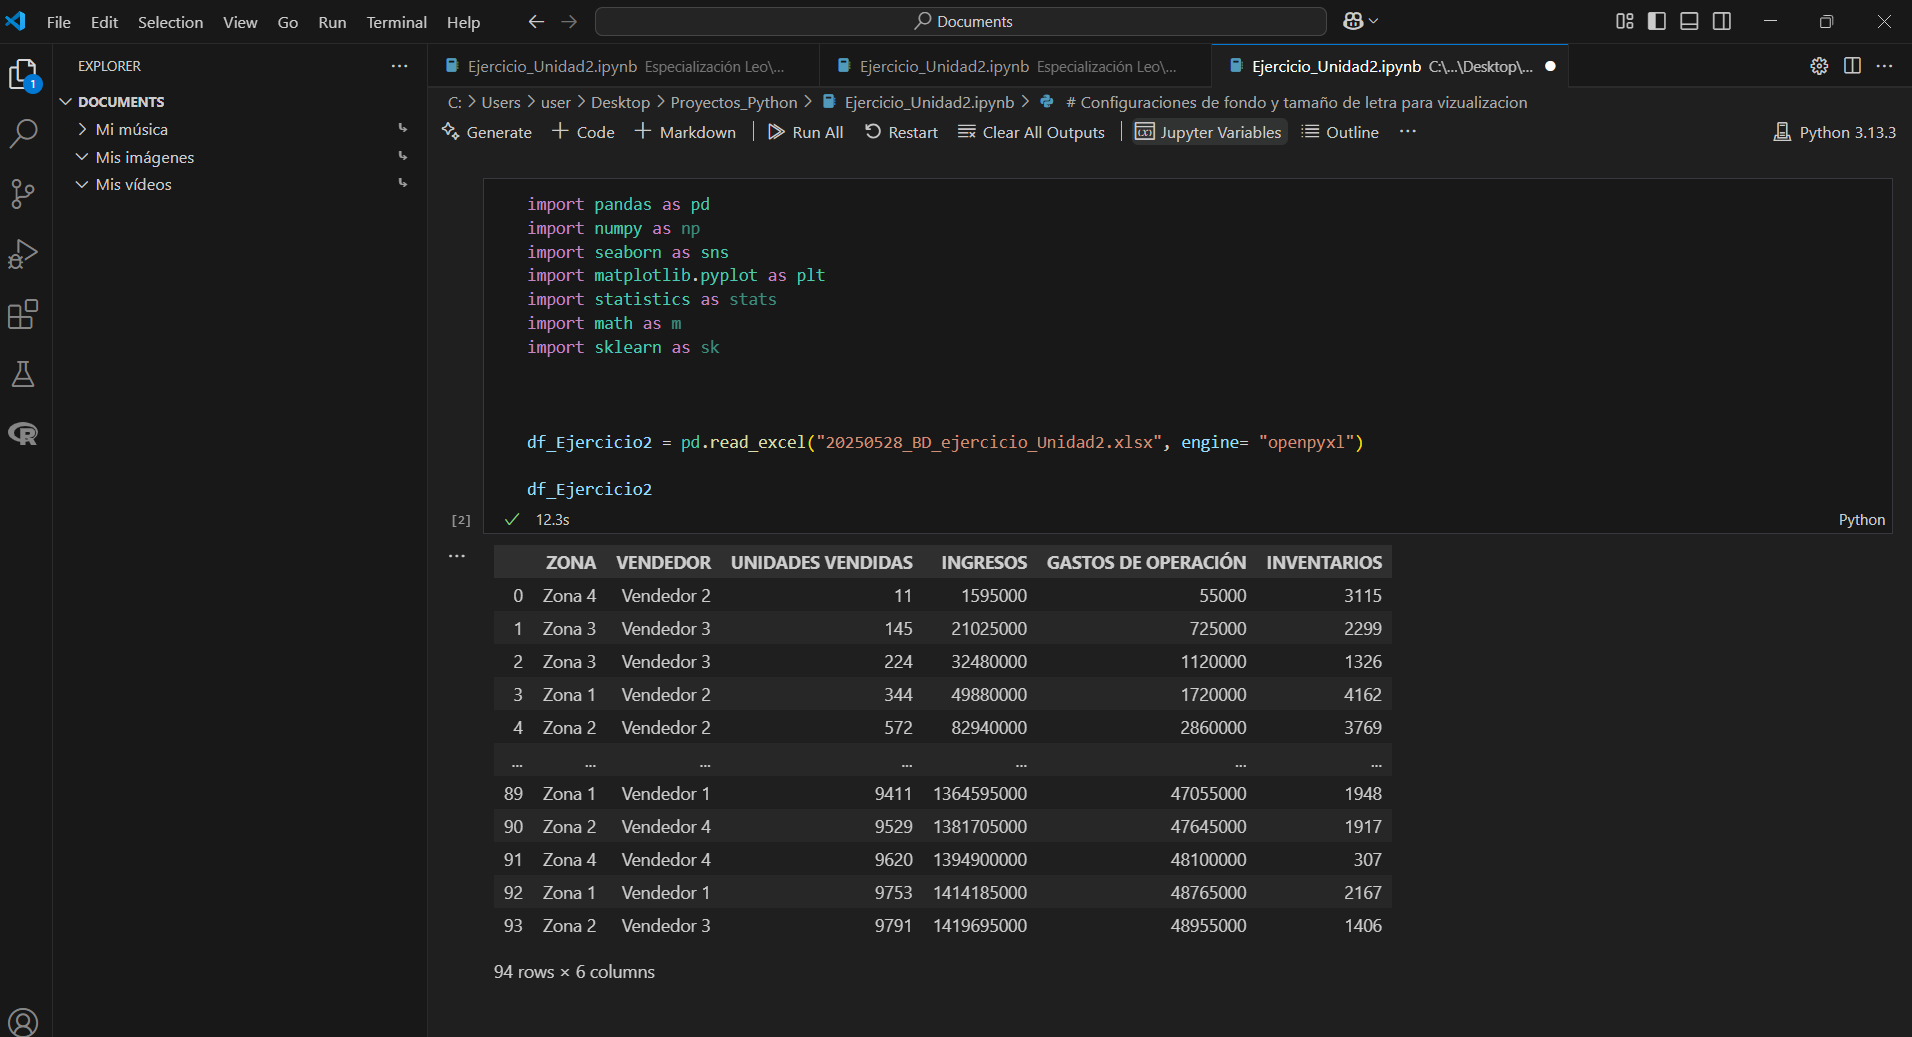 File Edit Selection View Go Run Terminal Help
Documents
EXPLORER
DOCUMENTS
Mi música
Mis imágenes
Mis vídeos
1
Ejercicio_Unidad2.ipynb Especialización Leo\...
Ejercicio_Unidad2.ipynb Especialización Leo\...
Ejercicio_Unidad2.ipynb C:\...\Desktop\...
C: > Users > user > Desktop > Proyectos_Python > Ejercicio_Unidad2.ipynb > # Configuraciones de fondo y tamaño de letra para vizualizacion
Generate + Code + Markdown Run All Restart Clear All Outputs Jupyter Variables Outline ... Python 3.13.3
import pandas as pd
import numpy as np
import seaborn as sns
import matplotlib.pyplot as plt
import statistics as stats
import math as m
import sklearn as sk
df_Ejercicio2 = pd.read_excel("20250528_BD_ejercicio_Unidad2.xlsx", engine= "openpyxl")
df_Ejercicio2
[2] 12.3s Python
ZONA VENDEDOR UNIDADES VENDIDAS INGRESOS GASTOS DE OPERACIÓN INVENTARIOS
0 Zona 4 Vendedor 2 11 1595000 55000 3115
1 Zona 3 Vendedor 3 145 21025000 725000 2299
2 Zona 3 Vendedor 3 224 32480000 1120000 1326
3 Zona 1 Vendedor 2 344 49880000 1720000 4162
4 Zona 2 Vendedor 2 572 82940000 2860000 3769
... ... ... ... ... ... ...
89 Zona 1 Vendedor 1 9411 1364595000 47055000 1948
90 Zona 2 Vendedor 4 9529 1381705000 47645000 1917
91 Zona 4 Vendedor 4 9620 1394900000 48100000 307
92 Zona 1 Vendedor 1 9753 1414185000 48765000 2167
93 Zona 2 Vendedor 3 9791 1419695000 48955000 1406
94 rows × 6 columns